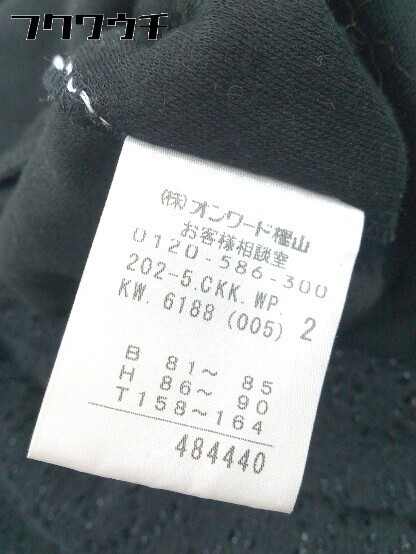 フクワウチ
(株)オンワード樫山
お客様相談室
0120-586-300
202-5.CKK.WP.
KW.6188 (005) 2
B 81～ 85
H 86～ 90
T158～164
484440